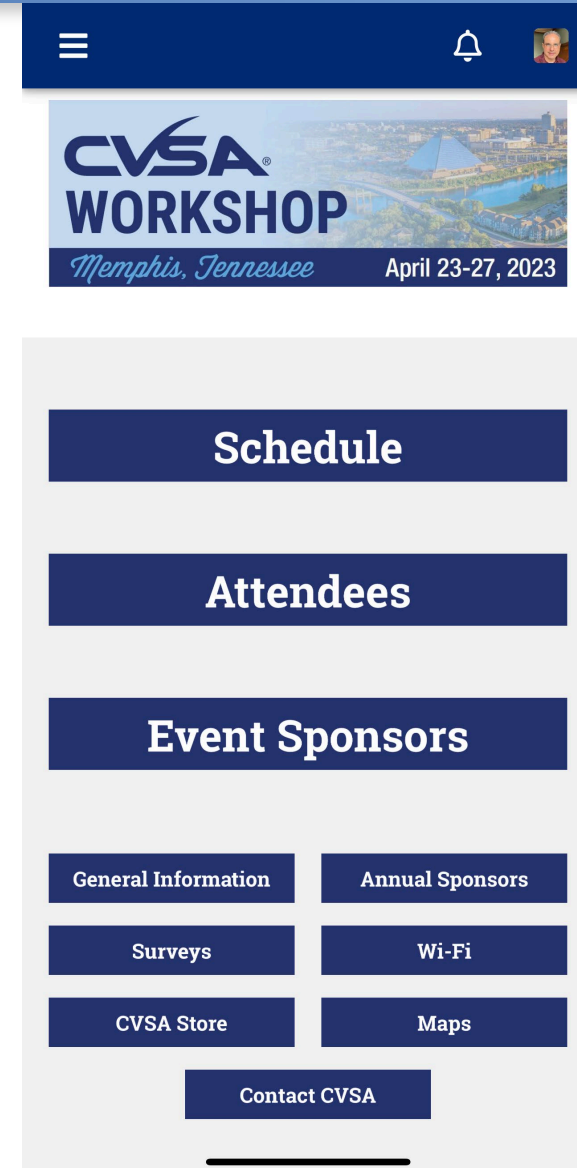 CVSA®
WORKSHOP
Memphis, Tennessee April 23-27, 2023
Schedule
Attendees
Event Sponsors
General Information Annual Sponsors
Surveys Wi-Fi
CVSA Store Maps
Contact CVSA